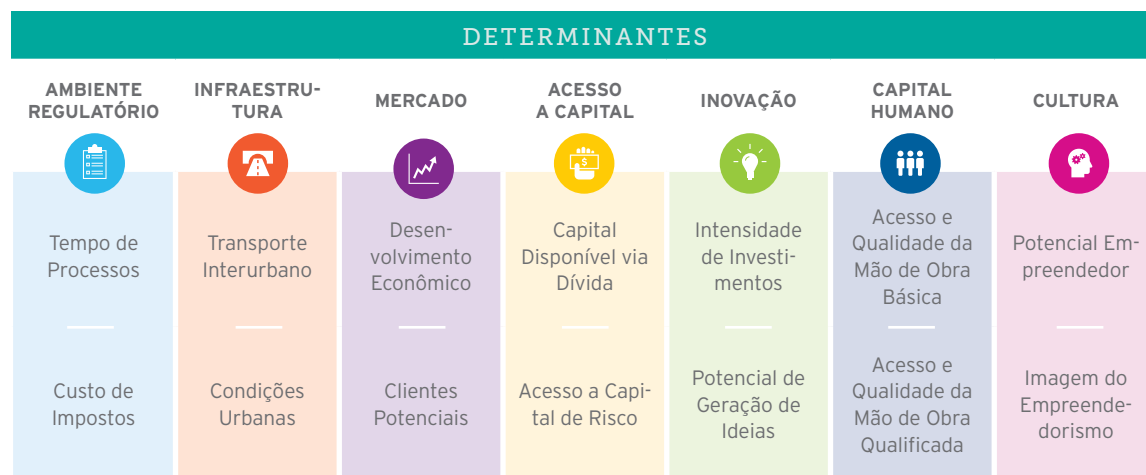 DETERMINANTES
AMBIENTE
REGULATÓRIO
INFRAESTRU-
TURA
MERCADO
ACESSO
A CAPITAL
INOVAÇÃO
CAPITAL
HUMANO
CULTURA
$
Tempo de
Processos
Transporte
Interurbano
Desen-
volvimento
Econômico
Capital
Disponível via
Dívida
Intensidade
de Investi-
mentos
Acesso e
Qualidade da
Mão de Obra
Básica
Potencial Em-
preendedor
Custo de
Impostos
Condições
Urbanas
Clientes
Potenciais
Acesso a Capi-
tal de Risco
Potencial de
Geração de
Ideias
Acesso e
Qualidade da
Mão de Obra
Qualificada
Imagem do
Empreende-
dorismo